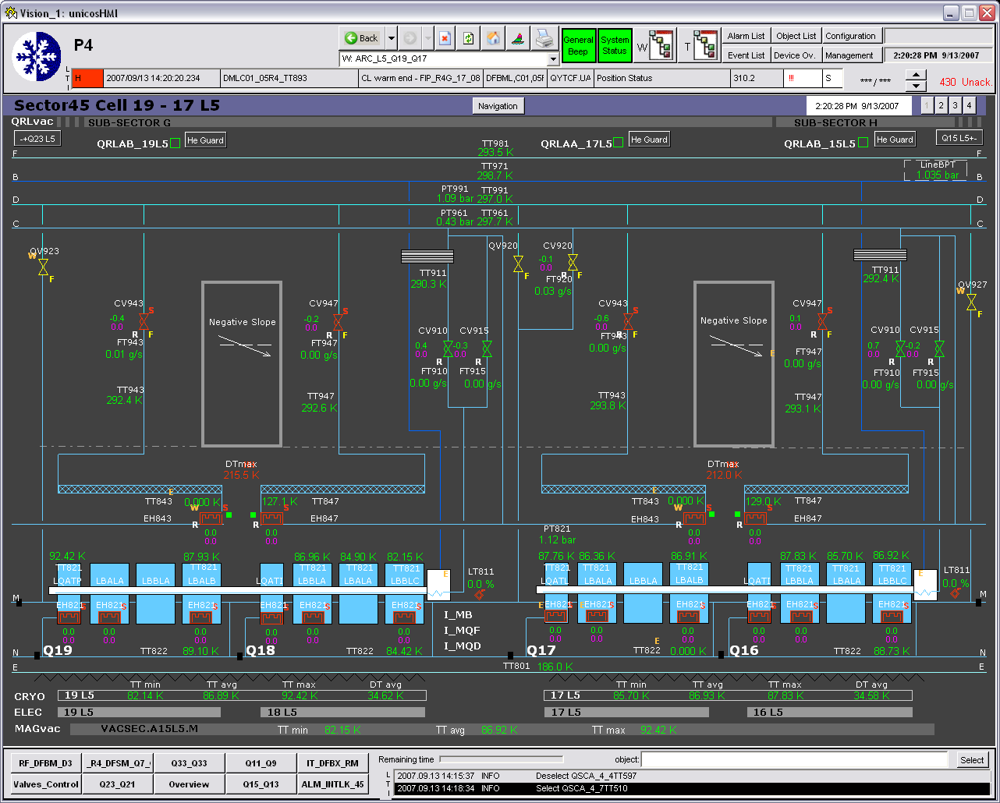 Vision_1: unicosHMI
P4
Back
W: ARC_L5_Q19_Q17
General Beep
System Status
W
T
Alarm List
Object List
Configuration
Event List
Device Ov.
Management
2:20:28 PM 9/13/2007
L
T
I
H
2007/09/13 14:20:20.234
DMLC01_05R4_TT893
CL warm end - FIP_R4G_17_08
DFBML,C01,05R
QYTCF.UA
Position Status
310.2
!!!
S
***/***
430 Unack.
Sector45 Cell 19 - 17 L5
Navigation
2:20:28 PM 9/13/2007
1 2 3 4
QRLvac
SUB-SECTOR G
SUB-SECTOR H
-+Q23 L5
QRLAB_19L5
He Guard
QRLAA_17L5
He Guard
QRLAB_15L5
He Guard
Q15 L5+-
TT981
F 293.5 K F
TT971
LineBPT
B 298.7 K 1.035 bar B
PT991 TT991
D 1.09 bar 297.0 K D
PT961 TT961
C 0.43 bar 297.7 K C
QV923
W
F
QV920
F
CV920
-0.1
0.0
R F
FT920
0.03 g/s
TT911
290.3 K
TT911
292.4 K
QV927
W
F
CV943 S
-0.4
0.0
R F
FT943
0.01 g/s
TT943
292.4 K
Negative Slope
CV947 S
-0.2
0.0
R F
FT947
0.00 g/s
TT947
292.6 K
CV910 CV915
0.4 -0.3
0.0 0.0
R R
FT910 FT915
0.00 g/s 0.00 g/s
CV943 S
-0.6
0.0
R F
FT943
0.00 g/s
TT943
293.8 K
Negative Slope
E
CV947 S
0.1
0.0
R F
FT947
0.00 g/s
TT947
293.1 K
CV910 CV915
0.7 -0.2
0.0 0.0
R R
FT910 FT915
0.00 g/s 0.00 g/s
DTmax
215.5 K
DTmax
212.0 K
E
TT843 0.000 K 127.1 K TT847
W S S
EH843 EH847
R R
0.0 0.0
0.0 0.0
E
TT843 0.000 K 129.0 K TT847
W S S
EH843 EH847
R R
0.0 0.0
0.0 0.0
PT821
1.12 bar
92.42 K 87.93 K 86.96 K 84.90 K 82.15 K
TT821 TT821 TT821 TT821 TT821
LQATP LBALA LBBLA LBALB LQATI LBBLA LBALA LBBLC
E
LT811
0.0 %
87.76 K 86.36 K 86.91 K 87.83 K 85.70 K 86.92 K
TT821 TT821 TT821 TT821 TT821 TT821
LQATL LBALA LBBLA LBALB LQATI LBBLA LBALA LBBLC
E
LT811
0.0 %
M M
EH821 EH821 S EH821 S EH821 S EH821 S
0.0 0.0 0.0 0.0
0.0 0.0 0.0 0.0
I_MB
I_MQF
I_MQD
E EH821 E EH821 S EH821 S EH821 S EH821 S
0.0 0.0 0.0 0.0 0.0 0.0
0.0 0.0 0.0 0.0 0.0 0.0
E
N Q19 TT822 89.10 K Q18 TT822 84.42 K Q17 TT822 0.000 K Q16 TT822 88.73 K N
E TT801 186.0 K E
TT min TT avg TT max DT avg TT min TT avg TT max DT avg
CRYO 19 L5 82.14 K 86.89 K 92.42 K 34.62 K 17 L5 85.70 K 86.93 K 87.83 K 34.58 K
ELEC 19 L5 18 L5 17 L5 16 L5
MAGvac VACSEC.A15L5.M TT min 82.15 K TT avg 86.92 K TT max 92.42 K
RF_DFBM_D3
_R4_DFSM_Q7_
Q33_Q33
Q11_Q9
IT_DFBX_RM
Valves_Control
Q23_Q21
Overview
Q15_Q13
ALM_INTLK_45
Remaining time
object:
Select
L
T
I
2007.09.13 14:15:37 INFO Deselect QSCA_4_4TT597
2007.09.13 14:18:34 INFO Select QSCA_4_7TT510